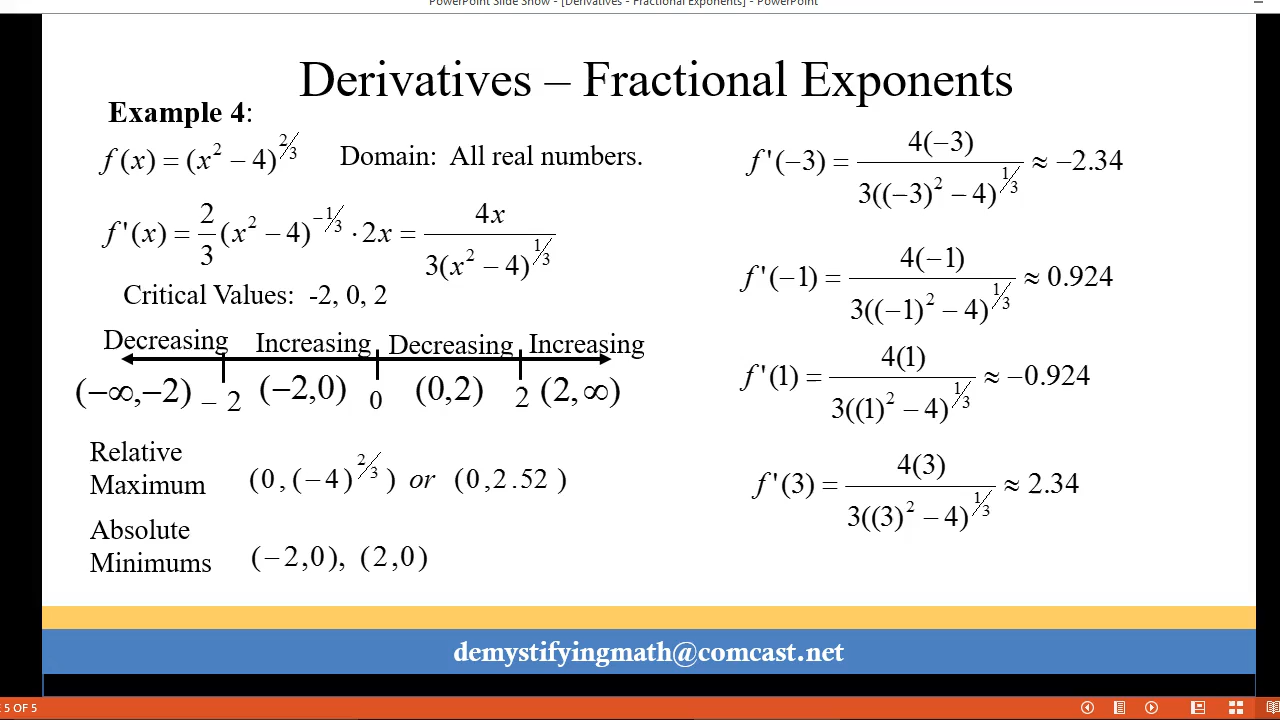 PowerPoint Slide Show - [Derivatives - Fractional Exponents] - PowerPoint
Derivatives – Fractional Exponents
Example 4:
f(x) = (x² − 4)^(2/3) Domain: All real numbers.
f'(x) = 2/3 (x² − 4)^(−1/3) · 2x = 4x / 3(x² − 4)^(1/3)
Critical Values: -2, 0, 2
Decreasing Increasing Decreasing Increasing
(−∞,−2) −2 (−2,0) 0 (0,2) 2 (2,∞)
Relative
Maximum (0,(−4)^(2/3)) or (0,2.52 )
Absolute
Minimums (−2,0), (2,0)
f'(−3) = 4(−3) / 3((−3)² − 4)^(1/3) ≈ −2.34
f'(−1) = 4(−1) / 3((−1)² − 4)^(1/3) ≈ 0.924
f'(1) = 4(1) / 3((1)² − 4)^(1/3) ≈ −0.924
f'(3) = 4(3) / 3((3)² − 4)^(1/3) ≈ 2.34
demystifyingmath@comcast.net
5 OF 5